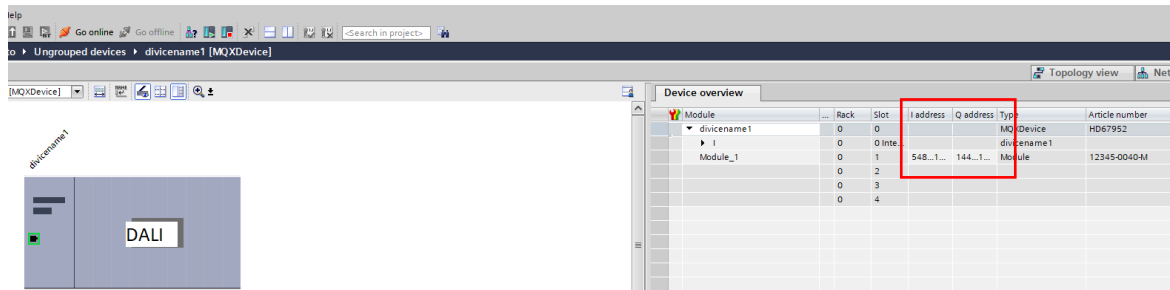 Help
Go online Go offline <Search in project>
Ungrouped devices divicename1 [MQXDevice]
Topology view
[MQXDevice]
Device overview
Module ... Rack Slot I address Q address Type Article number
divicename1 0 0 MQXDevice HD67952
I 0 0 Inte... divicename1
Module_1 0 1 548...1... 144...1... Module 12345-0040-M
0 2
0 3
0 4
divicename1
DALI